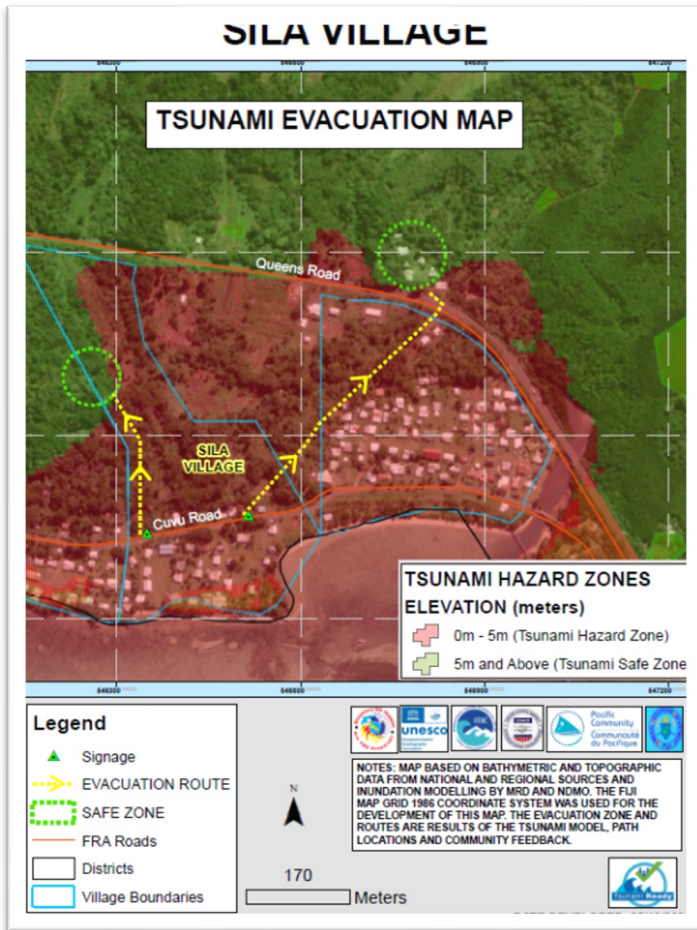 SILA VILLAGE
TSUNAMI EVACUATION MAP
Queens Road
SILA
VILLAGE
Cuvu Road
TSUNAMI HAZARD ZONES
ELEVATION (meters)
0m - 5m (Tsunami Hazard Zone)
5m and Above (Tsunami Safe Zone
Legend
Signage
EVACUATION ROUTE
SAFE ZONE
FRA Roads
Districts
Village Boundaries
N
170
Meters
unesco
Pacific
Community
Communauté
du Pacifique
NOTES: MAP BASED ON BATHYMETRIC AND TOPOGRAPHIC
DATA FROM NATIONAL AND REGIONAL SOURCES AND
INUNDATION MODELLING BY MRD AND NDMO. THE FIJI
MAP GRID 1986 COORDINATE SYSTEM WAS USED FOR THE
DEVELOPMENT OF THIS MAP. THE EVACUATION ZONE AND
ROUTES ARE RESULTS OF THE TSUNAMI MODEL, PATH
LOCATIONS AND COMMUNITY FEEDBACK.
Tsunami Ready